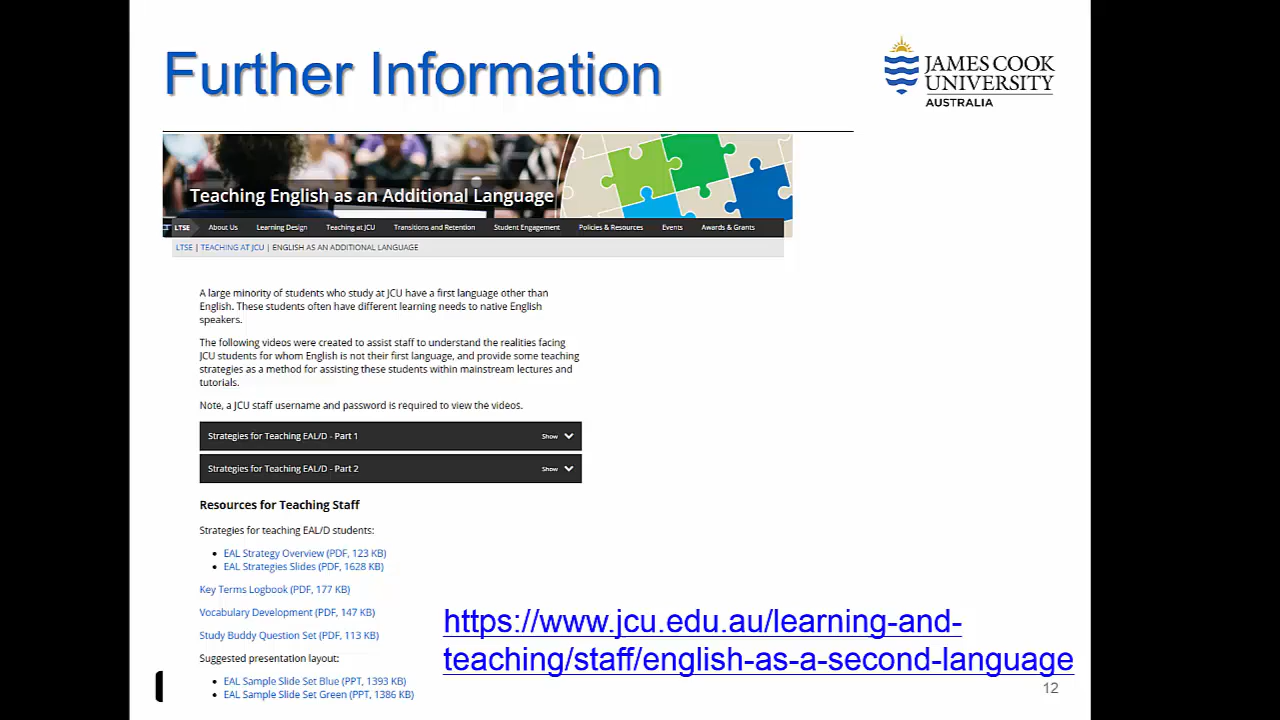 Further Information
JAMES COOK
UNIVERSITY
AUSTRALIA
Teaching English as an Additional Language
LTSE About Us Learning Design Teaching at JCU Transitions and Retention Student Engagement Policies & Resources Events Awards & Grants
LTSE | TEACHING AT JCU | ENGLISH AS AN ADDITIONAL LANGUAGE
A large minority of students who study at JCU have a first language other than
English. These students often have different learning needs to native English
speakers.
The following videos were created to assist staff to understand the realities facing
JCU students for whom English is not their first language, and provide some teaching
strategies as a method for assisting these students within mainstream lectures and
tutorials.
Note, a JCU staff username and password is required to view the videos.
Strategies for Teaching EAL/D - Part 1 Show
Strategies for Teaching EAL/D - Part 2 Show
Resources for Teaching Staff
Strategies for teaching EAL/D students:
• EAL Strategy Overview (PDF, 123 KB)
• EAL Strategies Slides (PDF, 1628 KB)
Key Terms Logbook (PDF, 177 KB)
Vocabulary Development (PDF, 147 KB)
Study Buddy Question Set (PDF, 113 KB)
Suggested presentation layout:
• EAL Sample Slide Set Blue (PPT, 1393 KB)
• EAL Sample Slide Set Green (PPT, 1386 KB)
https://www.jcu.edu.au/learning-and-
teaching/staff/english-as-a-second-language
12